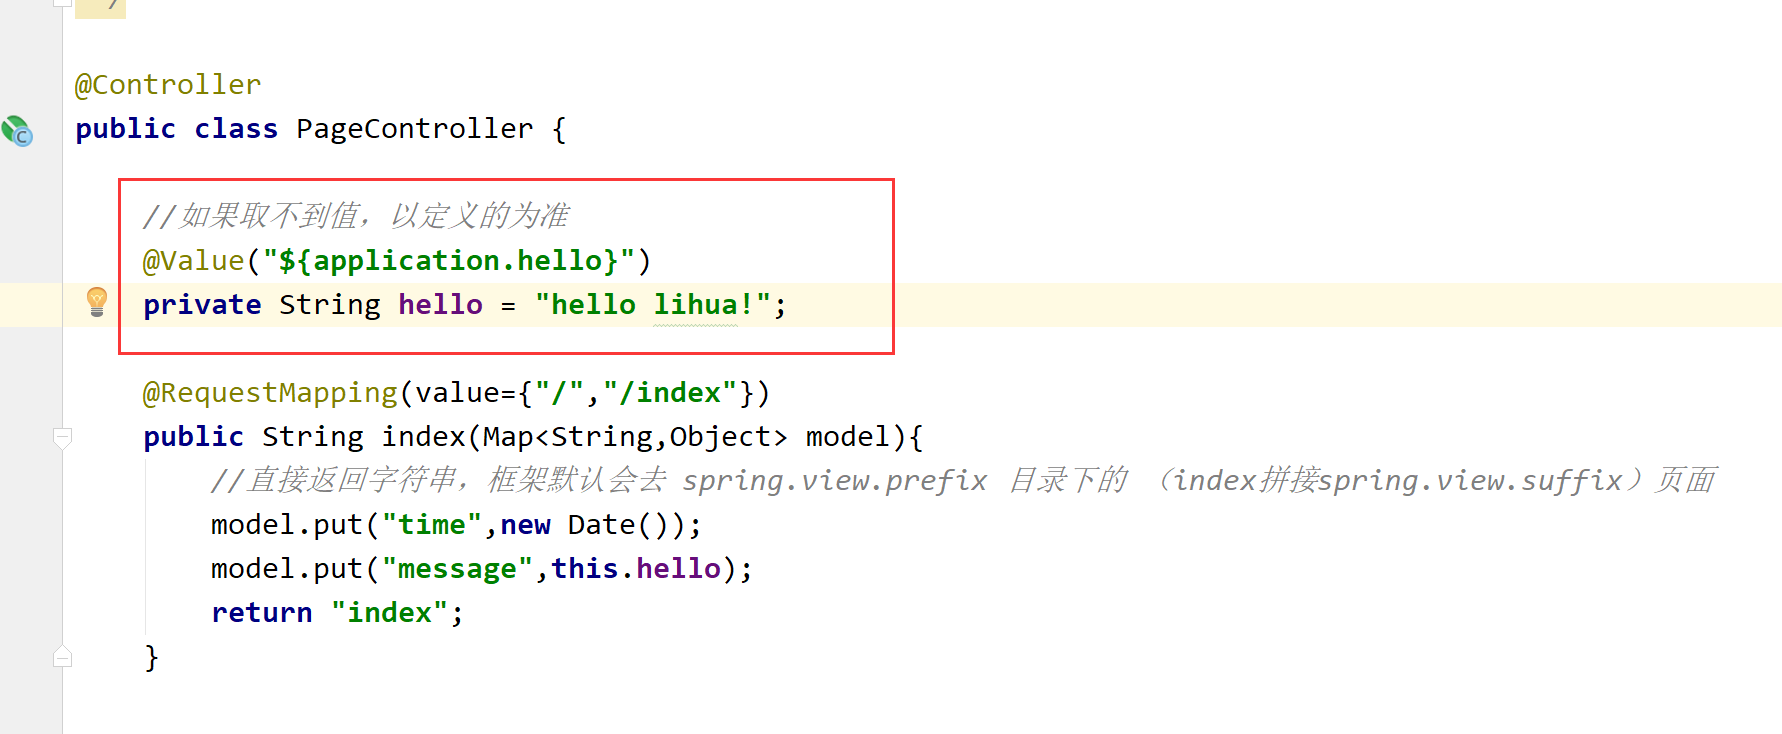 @Controller
public class PageController {
//如果取不到值，以定义的为准
@Value("${application.hello}")
private String hello = "hello lihua!";
@RequestMapping(value={"/","/index"})
public String index(Map<String,Object> model){
//直接返回字符串，框架默认会去 spring.view.prefix 目录下的 （index拼接spring.view.suffix）页面
model.put("time",new Date());
model.put("message",this.hello);
return "index";
}